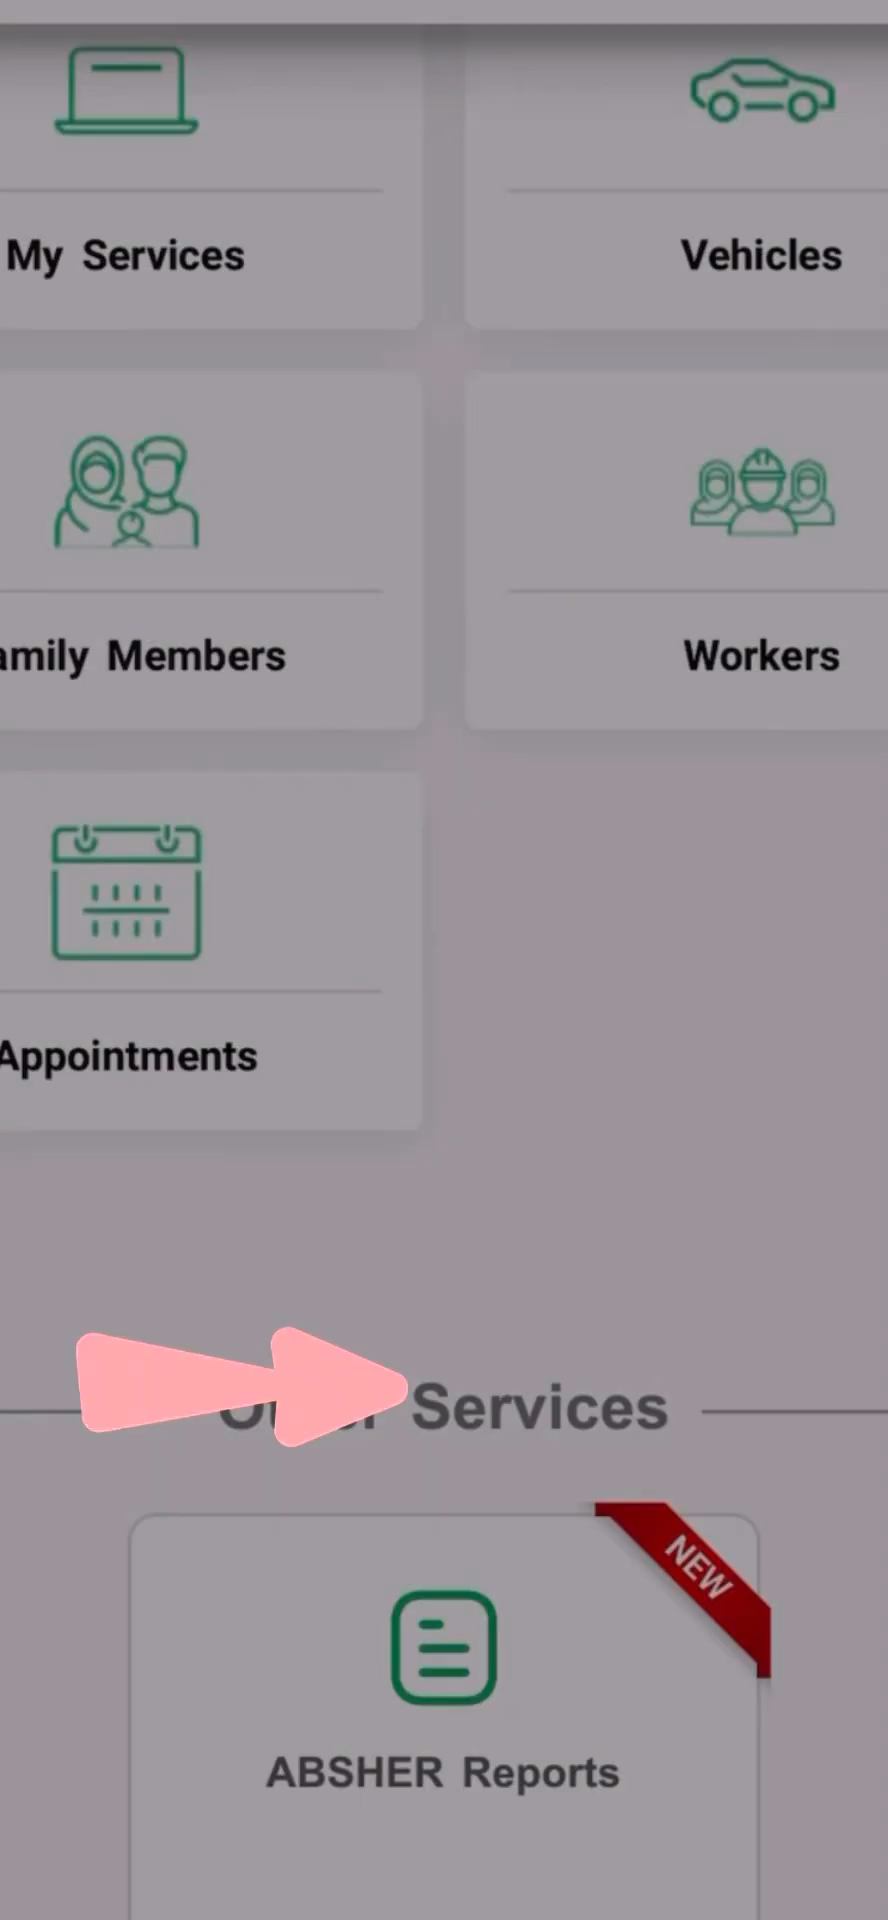 My Services
Vehicles
amily Members
Workers
Appointments
Services
NEW
ABSHER Reports